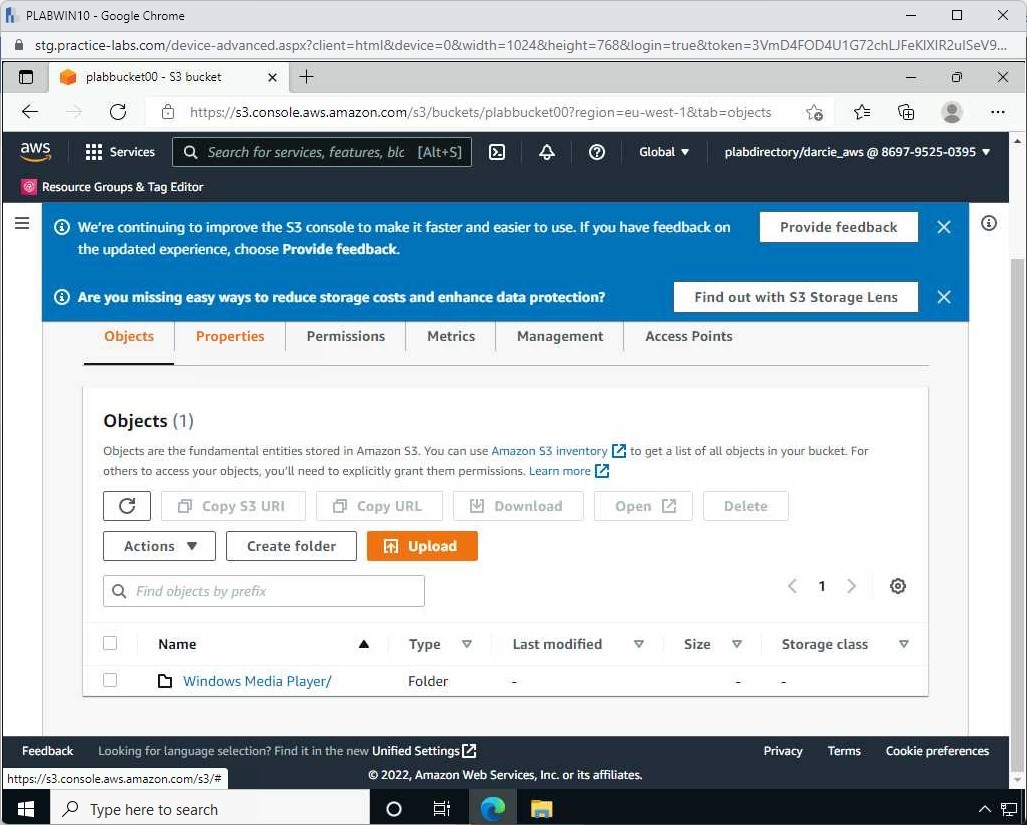 PLABWIN10 - Google Chrome
stg.practice-labs.com/device-advanced.aspx?client=html&device=0&width=1024&height=768&login=true&token=3VmD4FOD4U1G72chLJFeKlXIR2ulSeV9...
plabbucket00 - S3 bucket
https://s3.console.aws.amazon.com/s3/buckets/plabbucket00?region=eu-west-1&tab=objects
aws
Services
Search for services, features, blc [Alt+S]
Global
plabdirectory/darcie_aws @ 8697-9525-0395
Resource Groups & Tag Editor
We're continuing to improve the S3 console to make it faster and easier to use. If you have feedback on
the updated experience, choose Provide feedback.
Provide feedback
Are you missing easy ways to reduce storage costs and enhance data protection?
Find out with S3 Storage Lens
Objects Properties Permissions Metrics Management Access Points
Objects (1)
Objects are the fundamental entities stored in Amazon S3. You can use Amazon S3 inventory to get a list of all objects in your bucket. For
others to access your objects, you'll need to explicitly grant them permissions. Learn more
Copy S3 URI Copy URL Download Open Delete
Actions Create folder Upload
Find objects by prefix
1
Name Type Last modified Size Storage class
Windows Media Player/ Folder - - -
Feedback Looking for language selection? Find it in the new Unified Settings Privacy Terms Cookie preferences
https://s3.console.aws.amazon.com/s3/#
© 2022, Amazon Web Services, Inc. or its affiliates.
Type here to search